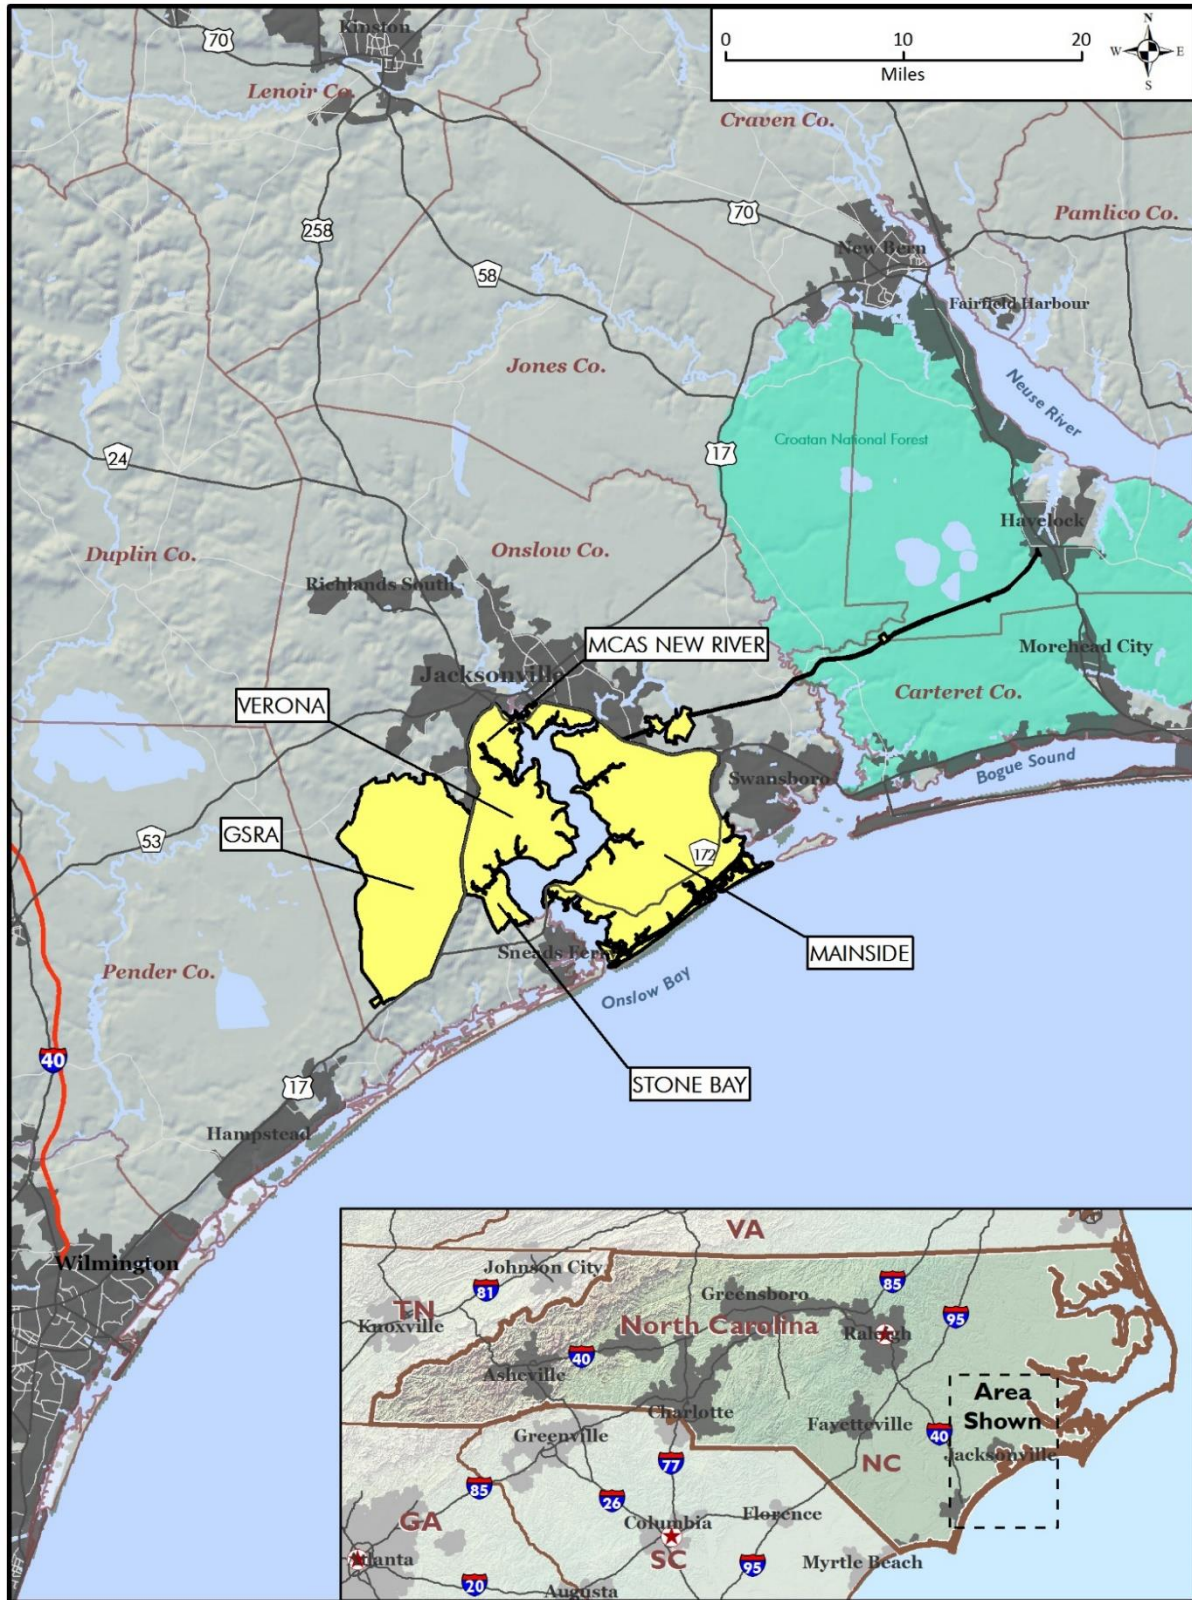 Kinston
70
0
10
20
Miles
N
W
E
S
Lenoir Co.
Craven Co.
258
70
Pamlico Co.
New Bern
58
Fairfield Harbour
Jones Co.
Neuse River
Croatan National Forest
24
17
Havelock
Duplin Co.
Onslow Co.
Richlands South
MCAS NEW RIVER
Jacksonville
Morehead City
VERONA
Carteret Co.
Swansboro
Bogue Sound
GSRA
53
172
Sneads Ferry
MAINSIDE
Pender Co.
Onslow Bay
40
STONE BAY
17
Hampstead
Wilmington
VA
Johnson City
81
Greensboro
85
TN
Knoxville
North Carolina
Raleigh
95
40
Asheville
Area
Shown
Charlotte
Fayetteville
Greenville
40
Jacksonville
77
NC
85
26
GA
Columbia
Florence
Atlanta
SC
95
Myrtle Beach
20
Augusta